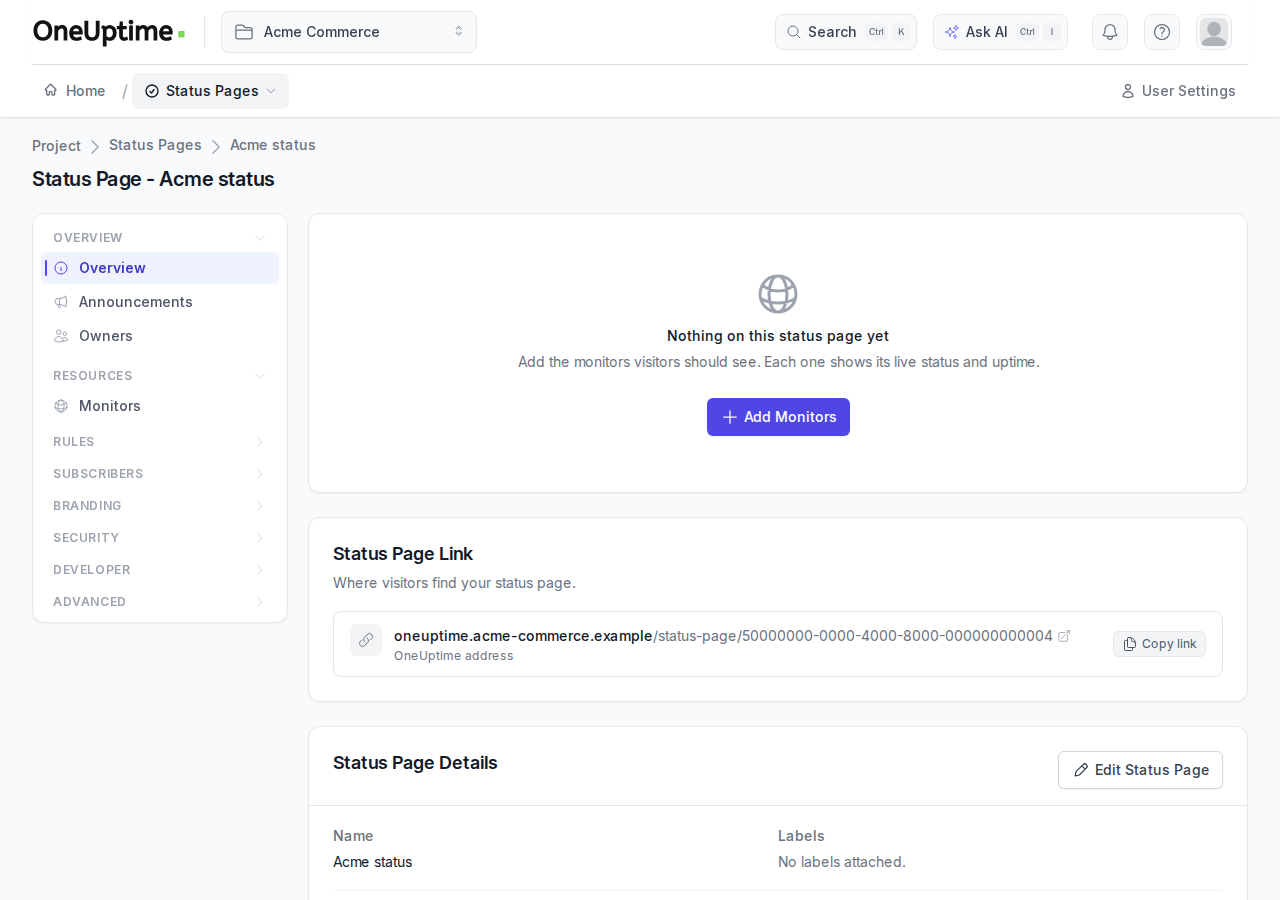 OneUptime
Acme Commerce
Search Ctrl K
Ask AI Ctrl I
Home / Status Pages
User Settings
Project > Status Pages > Acme status
Status Page - Acme status
OVERVIEW
Overview
Announcements
Owners
RESOURCES
Monitors
RULES
SUBSCRIBERS
BRANDING
SECURITY
DEVELOPER
ADVANCED
Nothing on this status page yet
Add the monitors visitors should see. Each one shows its live status and uptime.
Add Monitors
Status Page Link
Where visitors find your status page.
oneuptime.acme-commerce.example/status-page/50000000-0000-4000-8000-000000000004
OneUptime address
Copy link
Status Page Details
Edit Status Page
Name
Acme status
Labels
No labels attached.